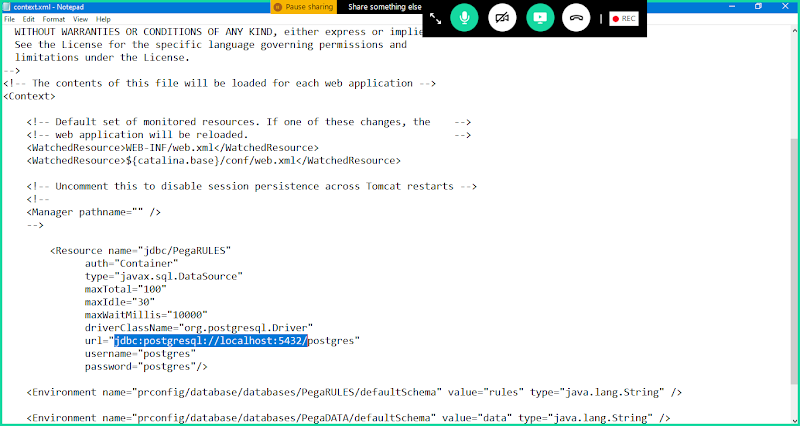 context.xml - Notepad
Pause sharing
Share something else
File Edit Format View Help
REC
WITHOUT WARRANTIES OR CONDITIONS OF ANY KIND, either express or implie
See the License for the specific language governing permissions and
limitations under the License.
-->
<!-- The contents of this file will be loaded for each web application -->
<Context>
<!-- Default set of monitored resources. If one of these changes, the -->
<!-- web application will be reloaded. -->
<WatchedResource>WEB-INF/web.xml</WatchedResource>
<WatchedResource>${catalina.base}/conf/web.xml</WatchedResource>
<!-- Uncomment this to disable session persistence across Tomcat restarts -->
<!--
<Manager pathname="" />
-->
<Resource name="jdbc/PegaRULES"
auth="Container"
type="javax.sql.DataSource"
maxTotal="100"
maxIdle="30"
maxWaitMillis="10000"
driverClassName="org.postgresql.Driver"
url="jdbc:postgresql://localhost:5432/postgres"
username="postgres"
password="postgres"/>
<Environment name="prconfig/database/databases/PegaRULES/defaultSchema" value="rules" type="java.lang.String" />
<Environment name="prconfig/database/databases/PegaDATA/defaultSchema" value="data" type="java.lang.String" />